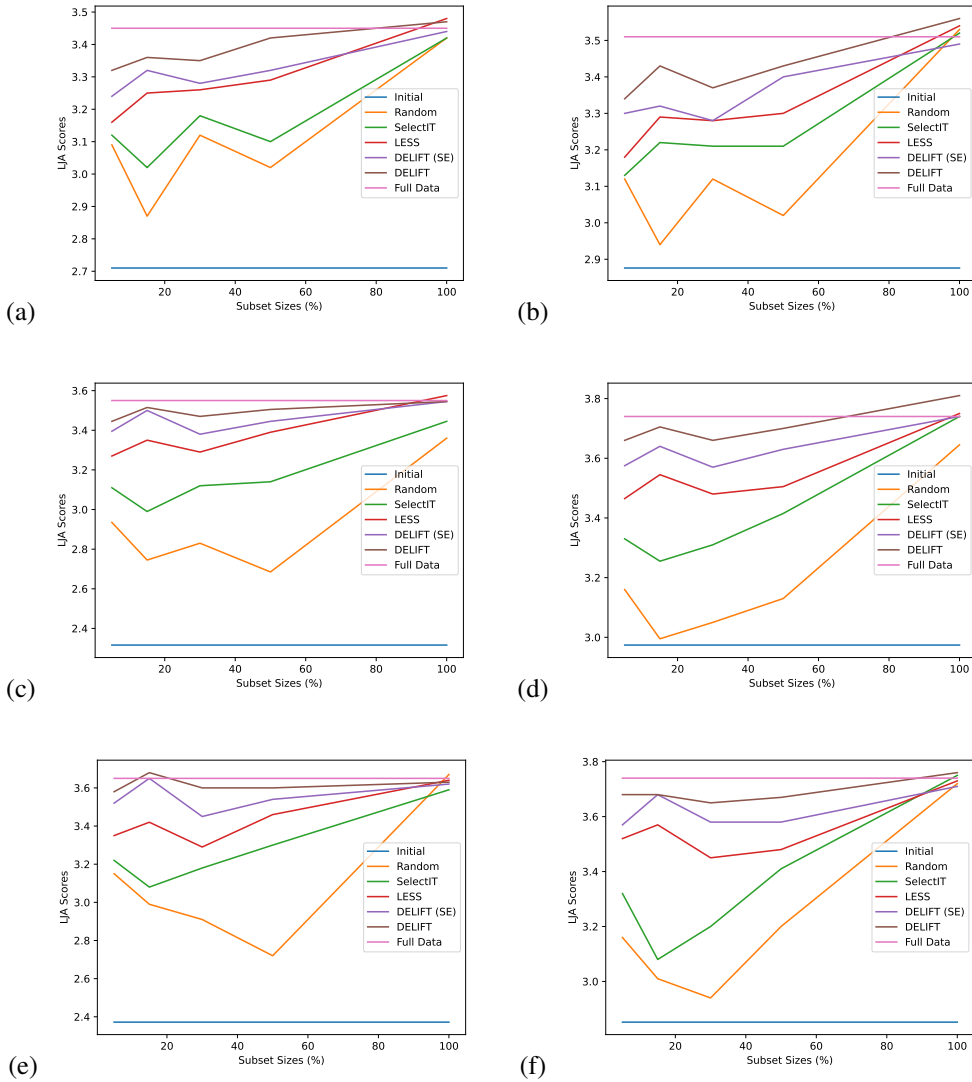 3.5
3.4
3.3
3.2
3.1
3.0
2.9
2.8
2.7
LJA Scores
Initial
Random
SelectIT
LESS
DELIFT (SE)
DELIFT
Full Data
20 40 60 80 100
Subset Sizes (%)
(a)
3.5
3.4
3.3
3.2
3.1
3.0
2.9
LJA Scores
Initial
Random
SelectIT
LESS
DELIFT (SE)
DELIFT
Full Data
20 40 60 80 100
Subset Sizes (%)
(b)
3.6
3.4
3.2
3.0
2.8
2.6
2.4
LJA Scores
Initial
Random
SelectIT
LESS
DELIFT (SE)
DELIFT
Full Data
20 40 60 80 100
Subset Sizes (%)
(c)
3.8
3.6
3.4
3.2
3.0
LJA Scores
Initial
Random
SelectIT
LESS
DELIFT (SE)
DELIFT
Full Data
20 40 60 80 100
Subset Sizes (%)
(d)
3.6
3.4
3.2
3.0
2.8
2.6
2.4
LJA Scores
Initial
Random
SelectIT
LESS
DELIFT (SE)
DELIFT
Full Data
20 40 60 80 100
Subset Sizes (%)
(e)
3.8
3.6
3.4
3.2
3.0
LJA Scores
Initial
Random
SelectIT
LESS
DELIFT (SE)
DELIFT
Full Data
20 40 60 80 100
Subset Sizes (%)
(f)